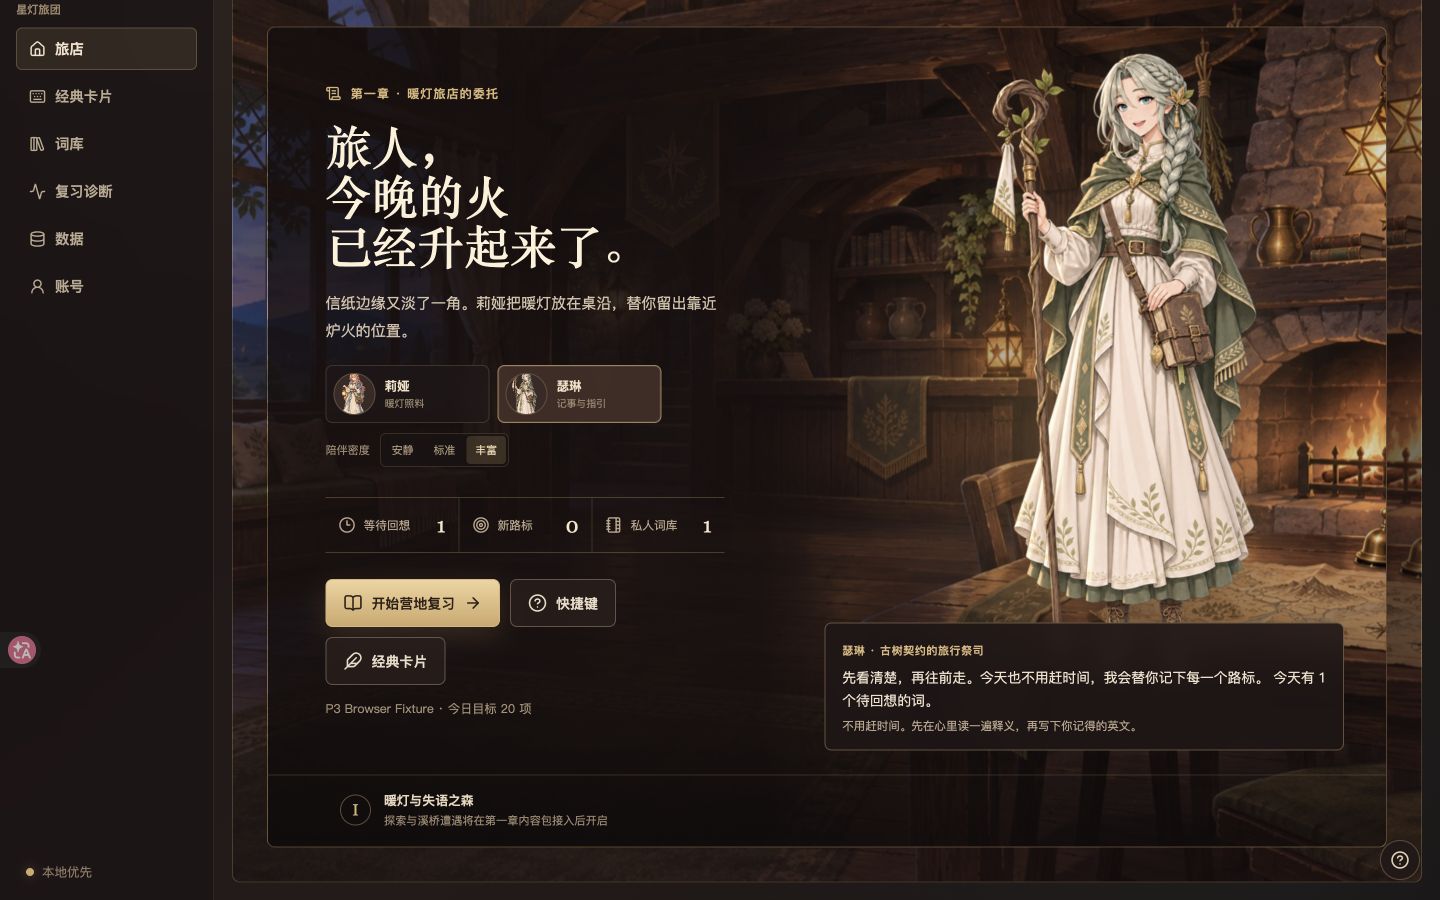 星灯旅团
旅店
经典卡片
词库
复习诊断
数据
账号
本地优先
第一章 · 暖灯旅店的委托
旅人，
今晚的火
已经升起来了。
信纸边缘又淡了一角。莉娅把暖灯放在桌沿，替你留出靠近
炉火的位置。
莉娅
暖灯照料
瑟琳
记事与指引
陪伴密度 安静 标准 丰富
等待回想 1 新路标 0 私人词库 1
开始营地复习 → 快捷键
经典卡片
P3 Browser Fixture · 今日目标 20 项
瑟琳 · 古树契约的旅行祭司
先看清楚，再往前走。今天也不用赶时间，我会替你记下每一个路标。 今天有 1
个待回想的词。
不用赶时间。先在心里读一遍释义，再写下你记得的英文。
I
暖灯与失语之森
探索与溪桥遭遇将在第一章内容包接入后开启